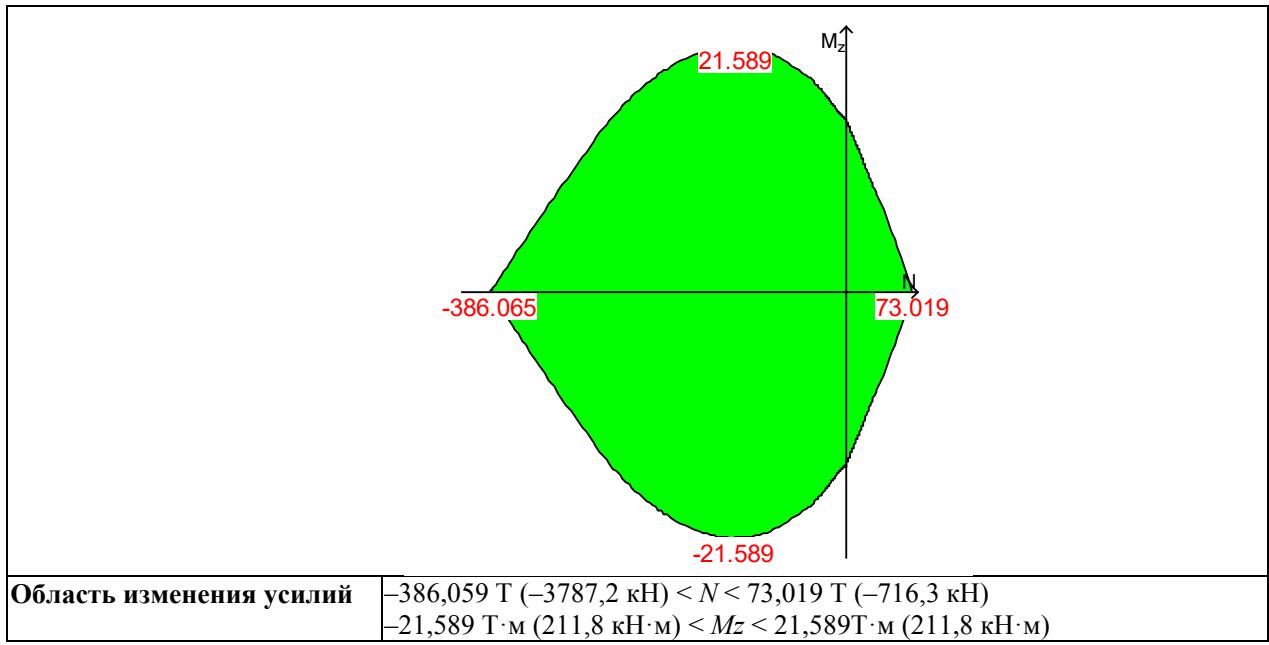 M_z
21.589
N
-386.065
73.019
-21.589
Область изменения усилий
–386,059 Т (–3787,2 кН) < N < 73,019 Т (–716,3 кН)
–21,589 Т·м (211,8 кН·м) < Mz < 21,589Т·м (211,8 кН·м)